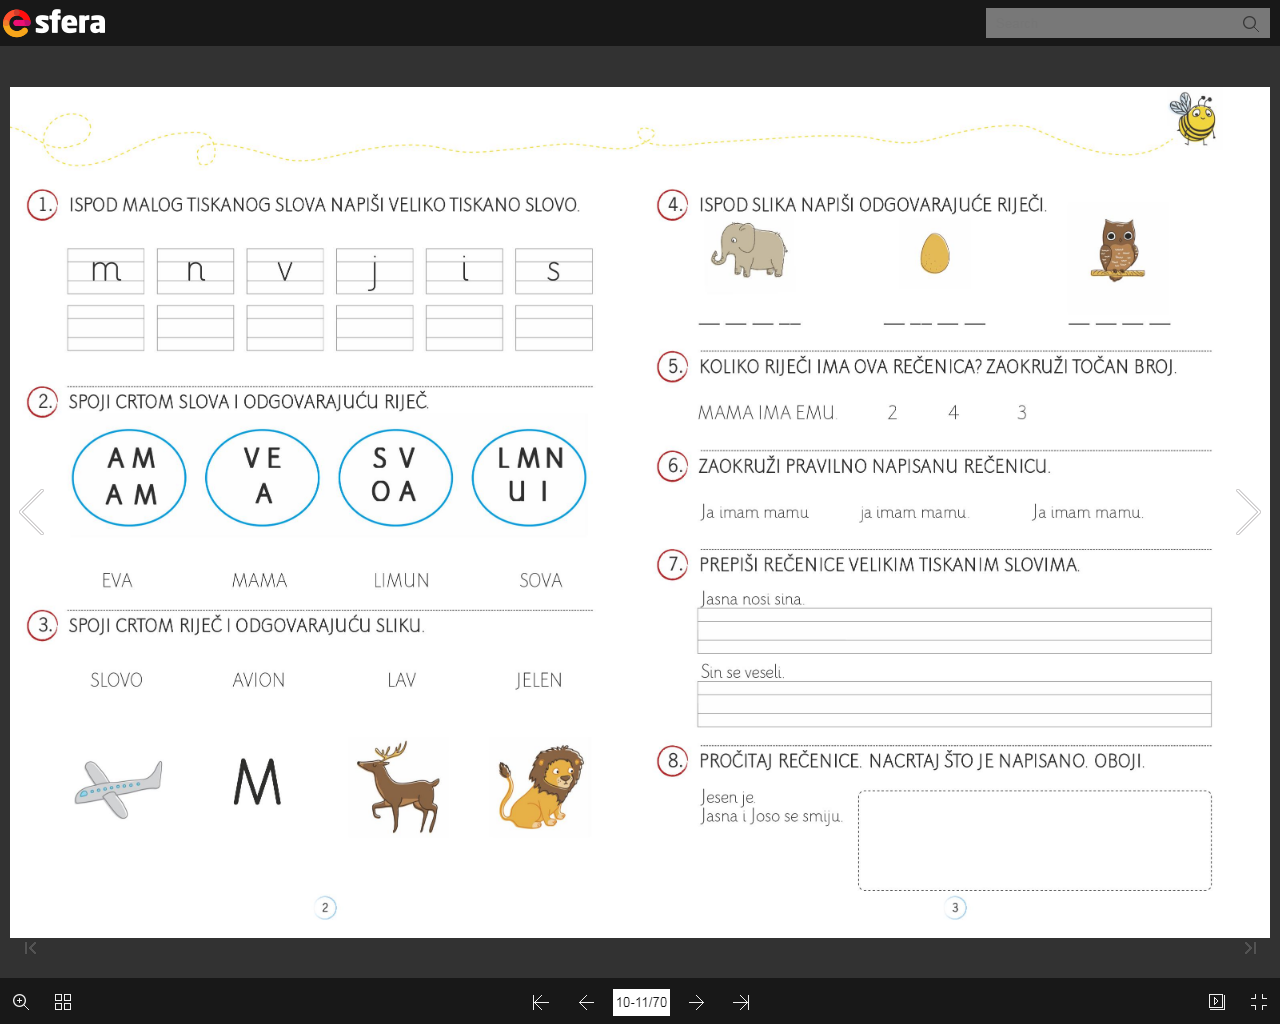 e sfera
1. ISPOD MALOG TISKANOG SLOVA NAPIŠI VELIKO TISKANO SLOVO.
m n v j i s
2. SPOJI CRTOM SLOVA I ODGOVARAJUĆU RIJEČ.
A M V E S V L M N
A M A O A U I
EVA MAMA LIMUN SOVA
3. SPOJI CRTOM RIJEČ I ODGOVARAJUĆU SLIKU.
SLOVO AVION LAV JELEN
M
2
4. ISPOD SLIKA NAPIŠI ODGOVARAJUĆE RIJEČI.
5. KOLIKO RIJEČI IMA OVA REČENICA? ZAOKRUŽI TOČAN BROJ.
MAMA IMA EMU. 2 4 3
6. ZAOKRUŽI PRAVILNO NAPISANU REČENICU.
Ja imam mamu ja imam mamu. Ja imam mamu.
7. PREPIŠI REČENICE VELIKIM TISKANIM SLOVIMA.
Jasna nosi sina.
Sin se veseli.
8. PROČITAJ REČENICE. NACRTAJ ŠTO JE NAPISANO. OBOJI.
Jesen je.
Jasna i Joso se smiju.
3
10-11/70